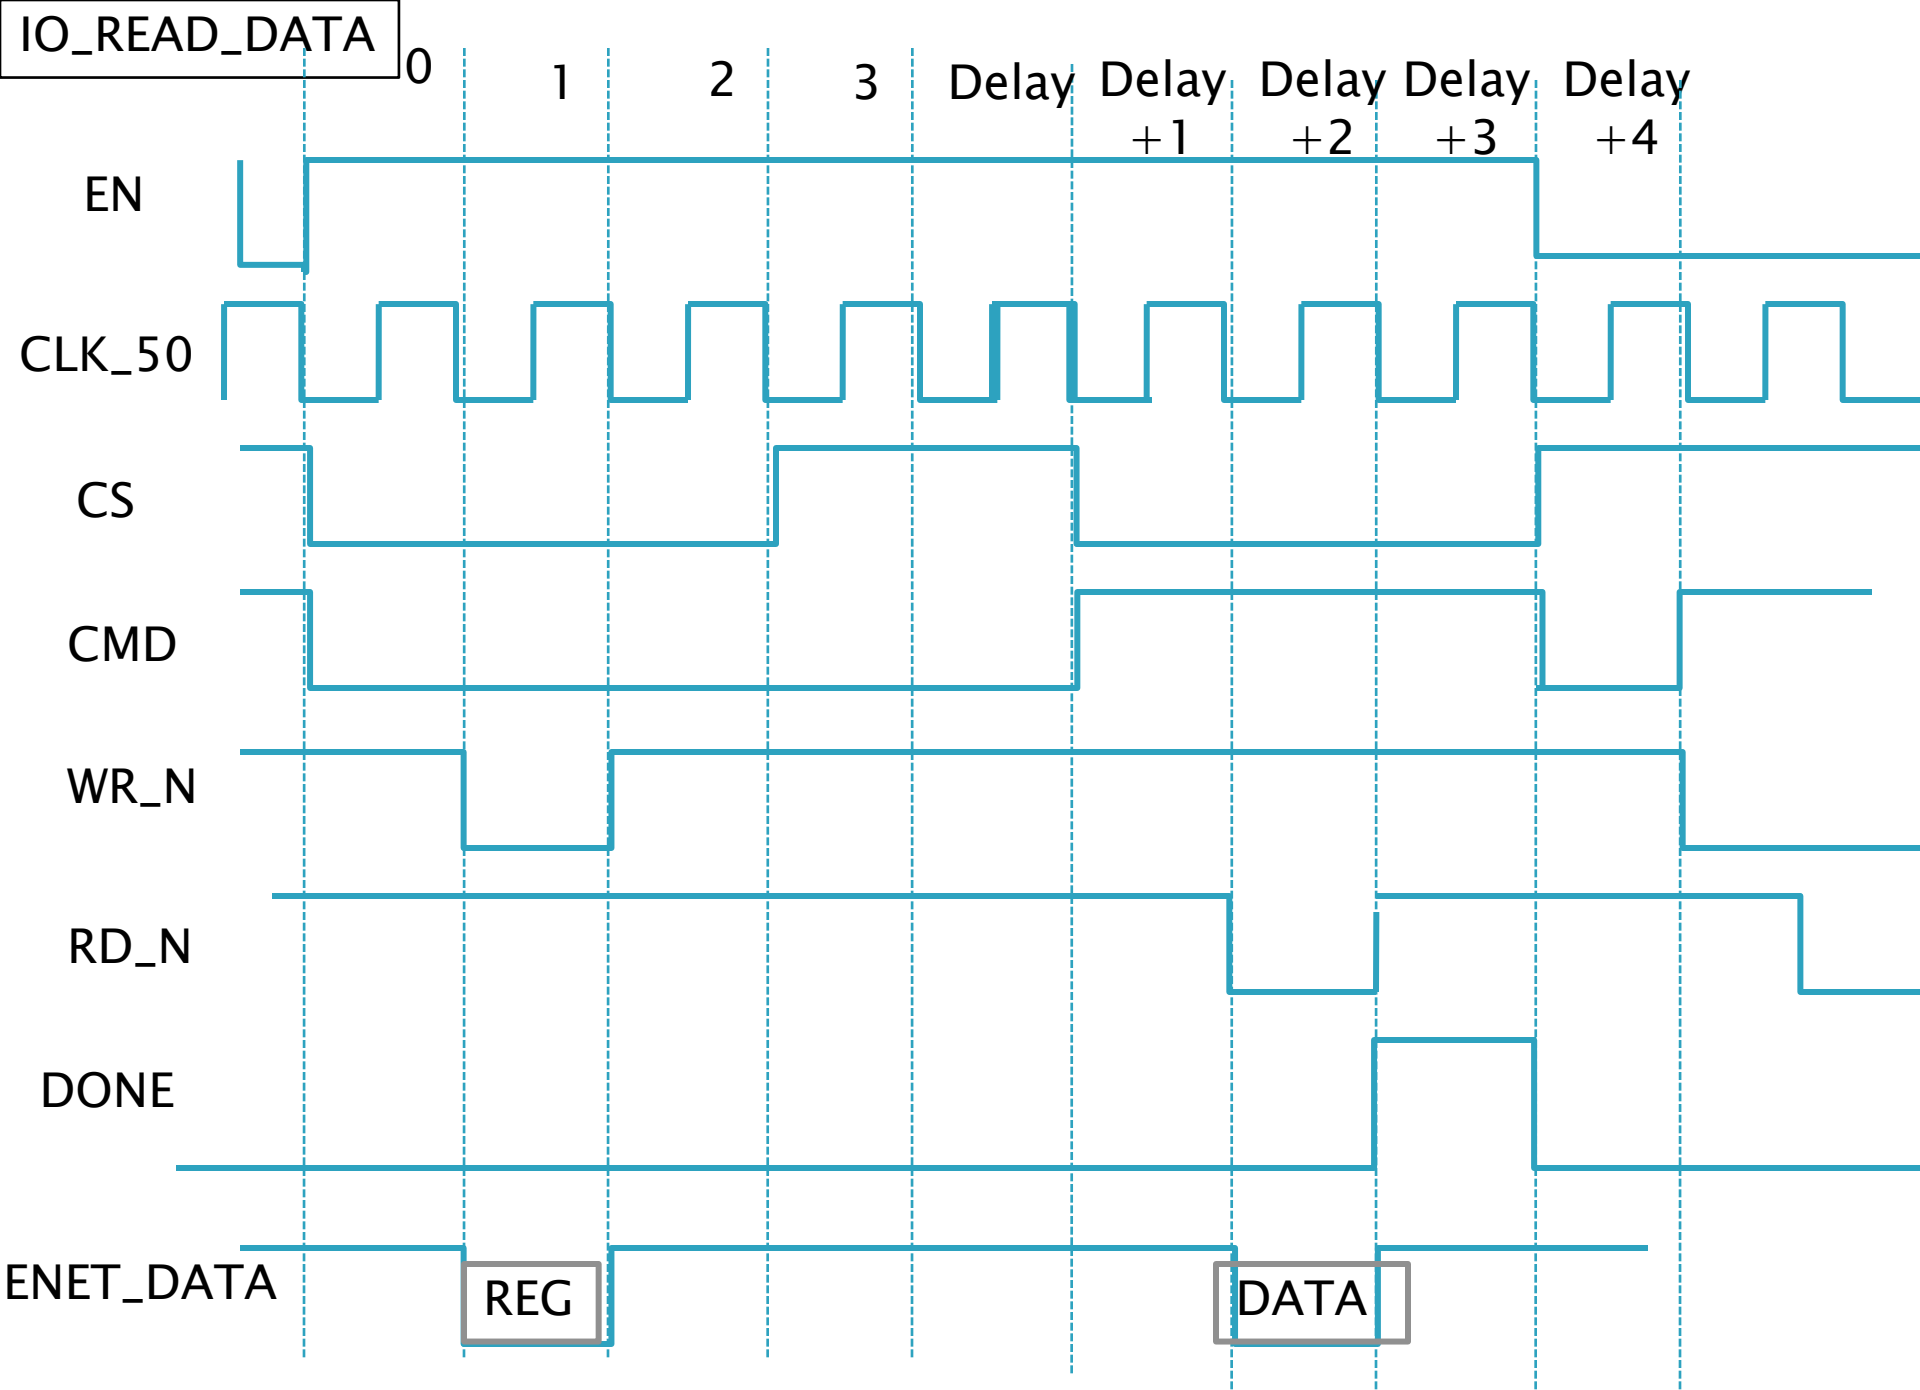 IO_READ_DATA
0
1
2
3
Delay
Delay
+1
Delay
+2
Delay
+3
Delay
+4
EN
CLK_50
CS
CMD
WR_N
RD_N
DONE
ENET_DATA
REG
DATA